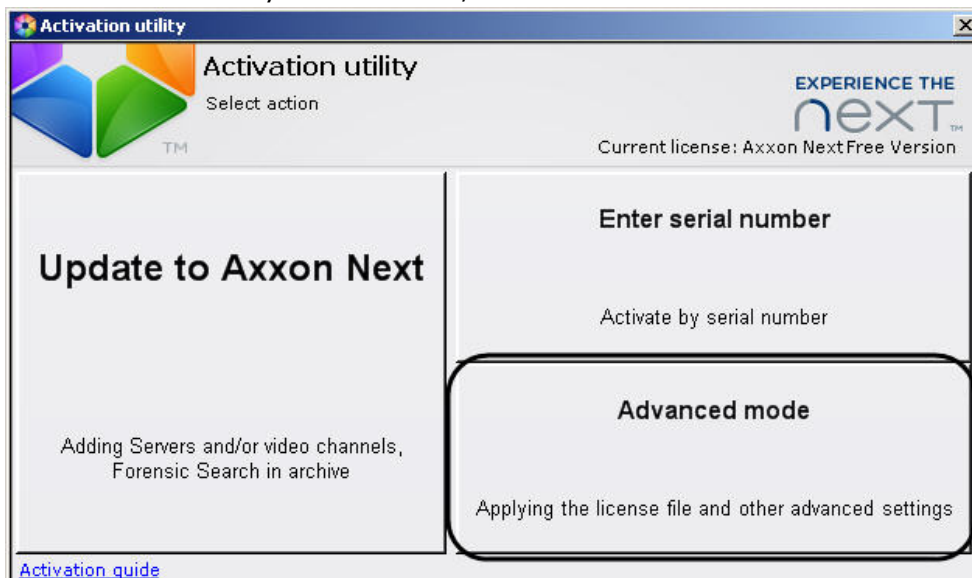 Activation utility
Activation utility
Select action
TM
EXPERIENCE THE
next TM
Current license: Axxon Next Free Version
Update to Axxon Next
Adding Servers and/or video channels,
Forensic Search in archive
Enter serial number
Activate by serial number
Advanced mode
Applying the license file and other advanced settings
Activation guide